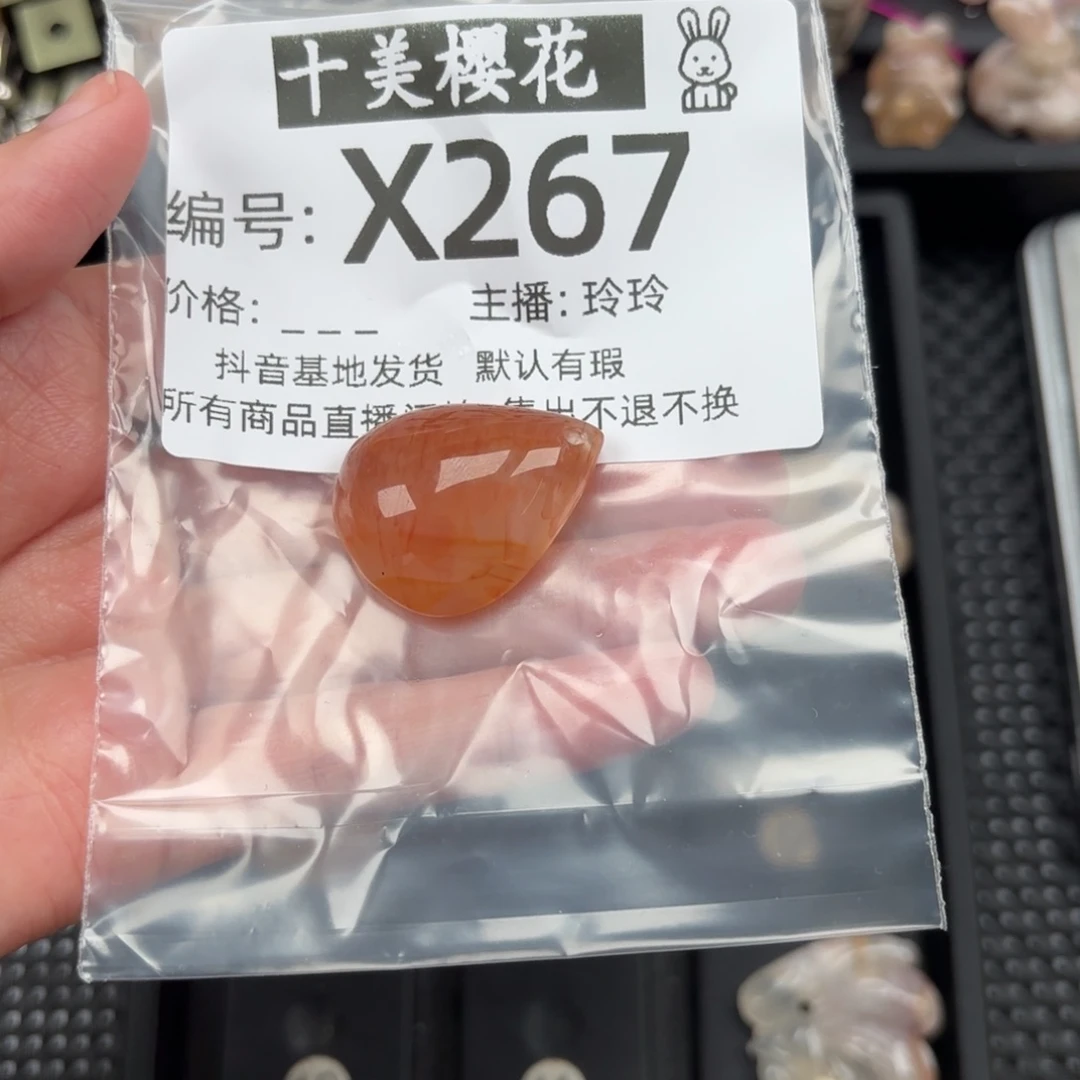 十美樱花
编号: X267
价格: _ _ _ 主播: 玲玲
抖音基地发货 默认有瑕
所有商品直播 售出不退不换